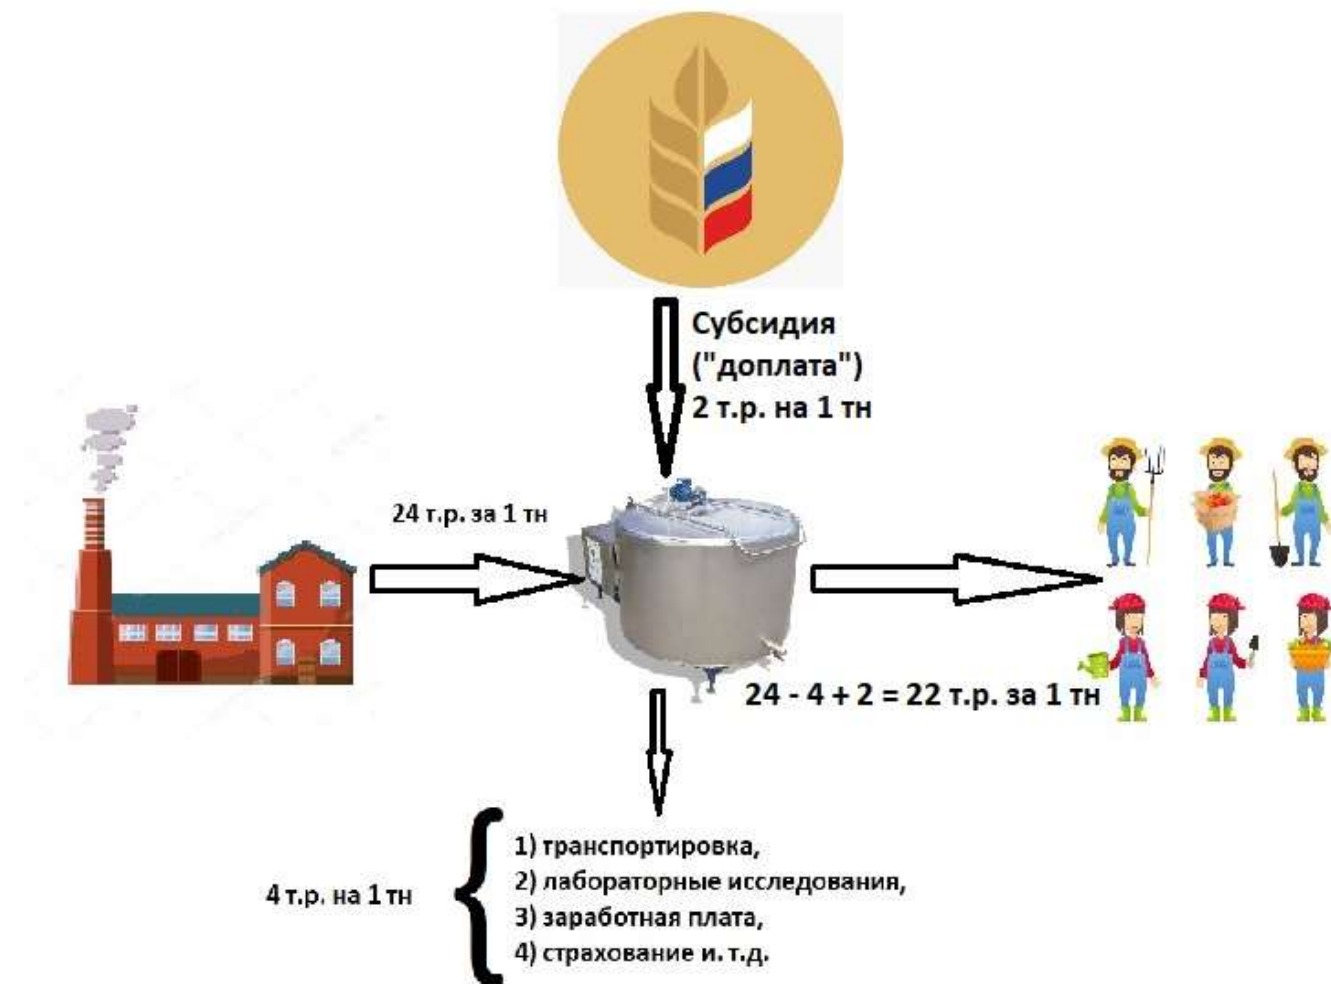 Субсидия
("доплата")
2 т.р. на 1 тн
24 т.р. за 1 тн
24 - 4 + 2 = 22 т.р. за 1 тн
4 т.р. на 1 тн
1) транспортировка,
2) лабораторные исследования,
3) заработная плата,
4) страхование и. т.д.